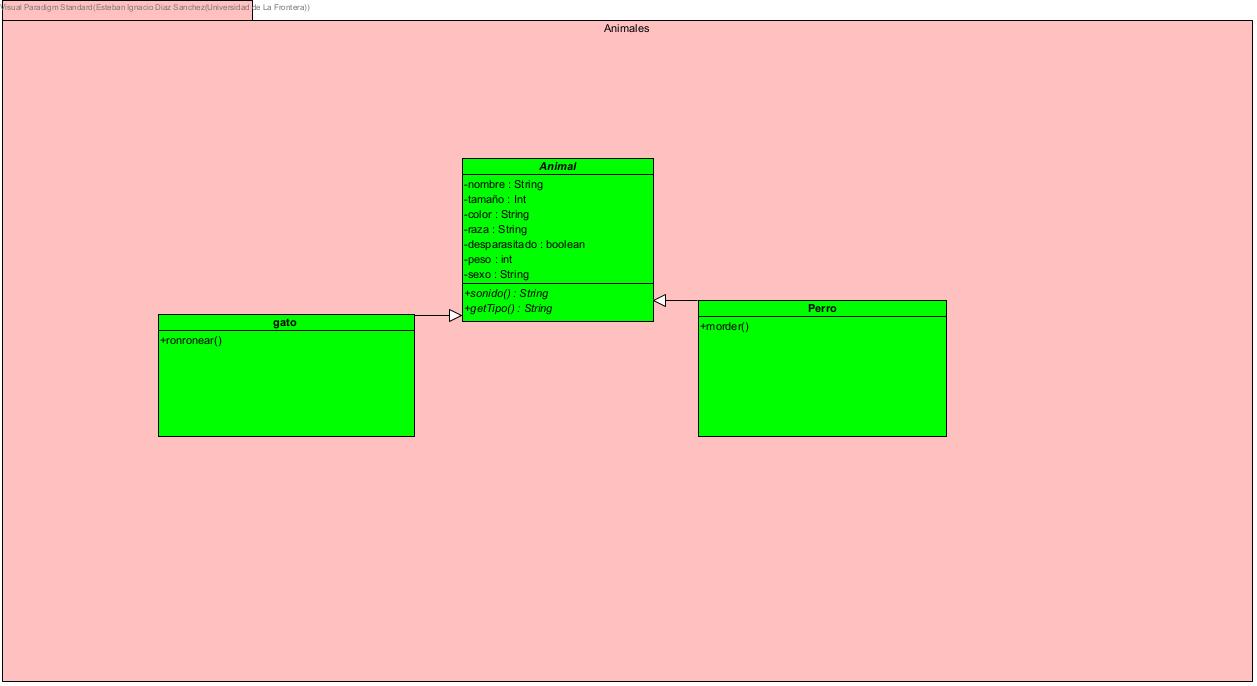 Visual Paradigm Standard(Esteban Ignacio Diaz Sanchez(Universidad de La Frontera))
Animales
Animal
-nombre : String
-tamaño : Int
-color : String
-raza : String
-desparasitado : boolean
-peso : int
-sexo : String
+sonido() : String
+getTipo() : String
gato
+ronronear()
Perro
+morder()